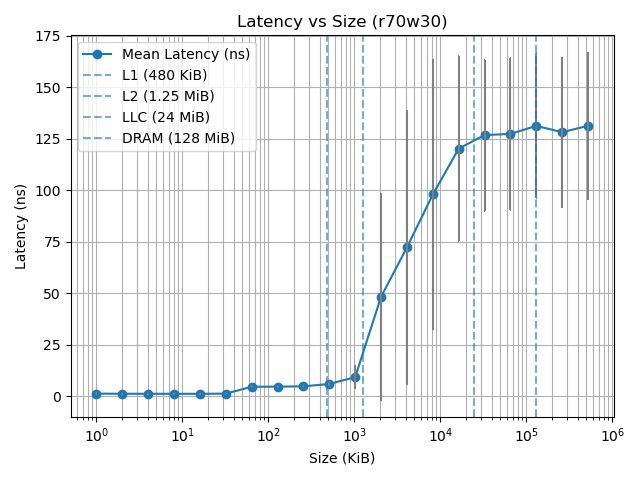 Latency vs Size (r70w30)
Mean Latency (ns)
L1 (480 KiB)
L2 (1.25 MiB)
LLC (24 MiB)
DRAM (128 MiB)
Latency (ns)
175
150
125
100
75
50
25
0
10⁰ 10¹ 10² 10³ 10⁴ 10⁵ 10⁶
Size (KiB)